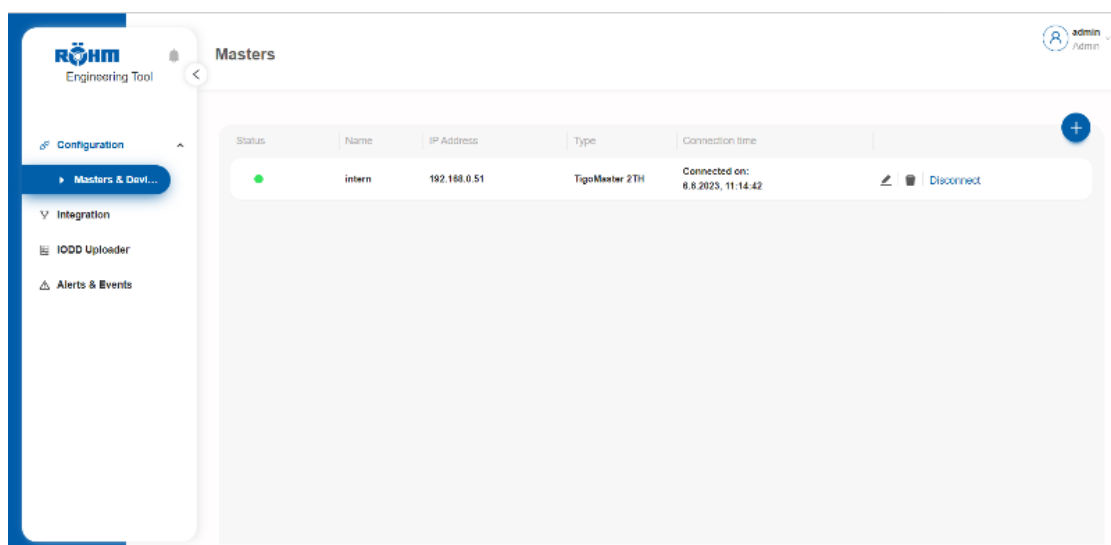 RÖHM
Engineering Tool
Masters
admin
Admin
Configuration
Masters & Devi...
Integration
IODD Uploader
Alerts & Events
Status Name IP Address Type Connection time
intern 192.168.0.51 TigoMaster 2TH Connected on:
6.6.2023, 11:14:42 Disconnect